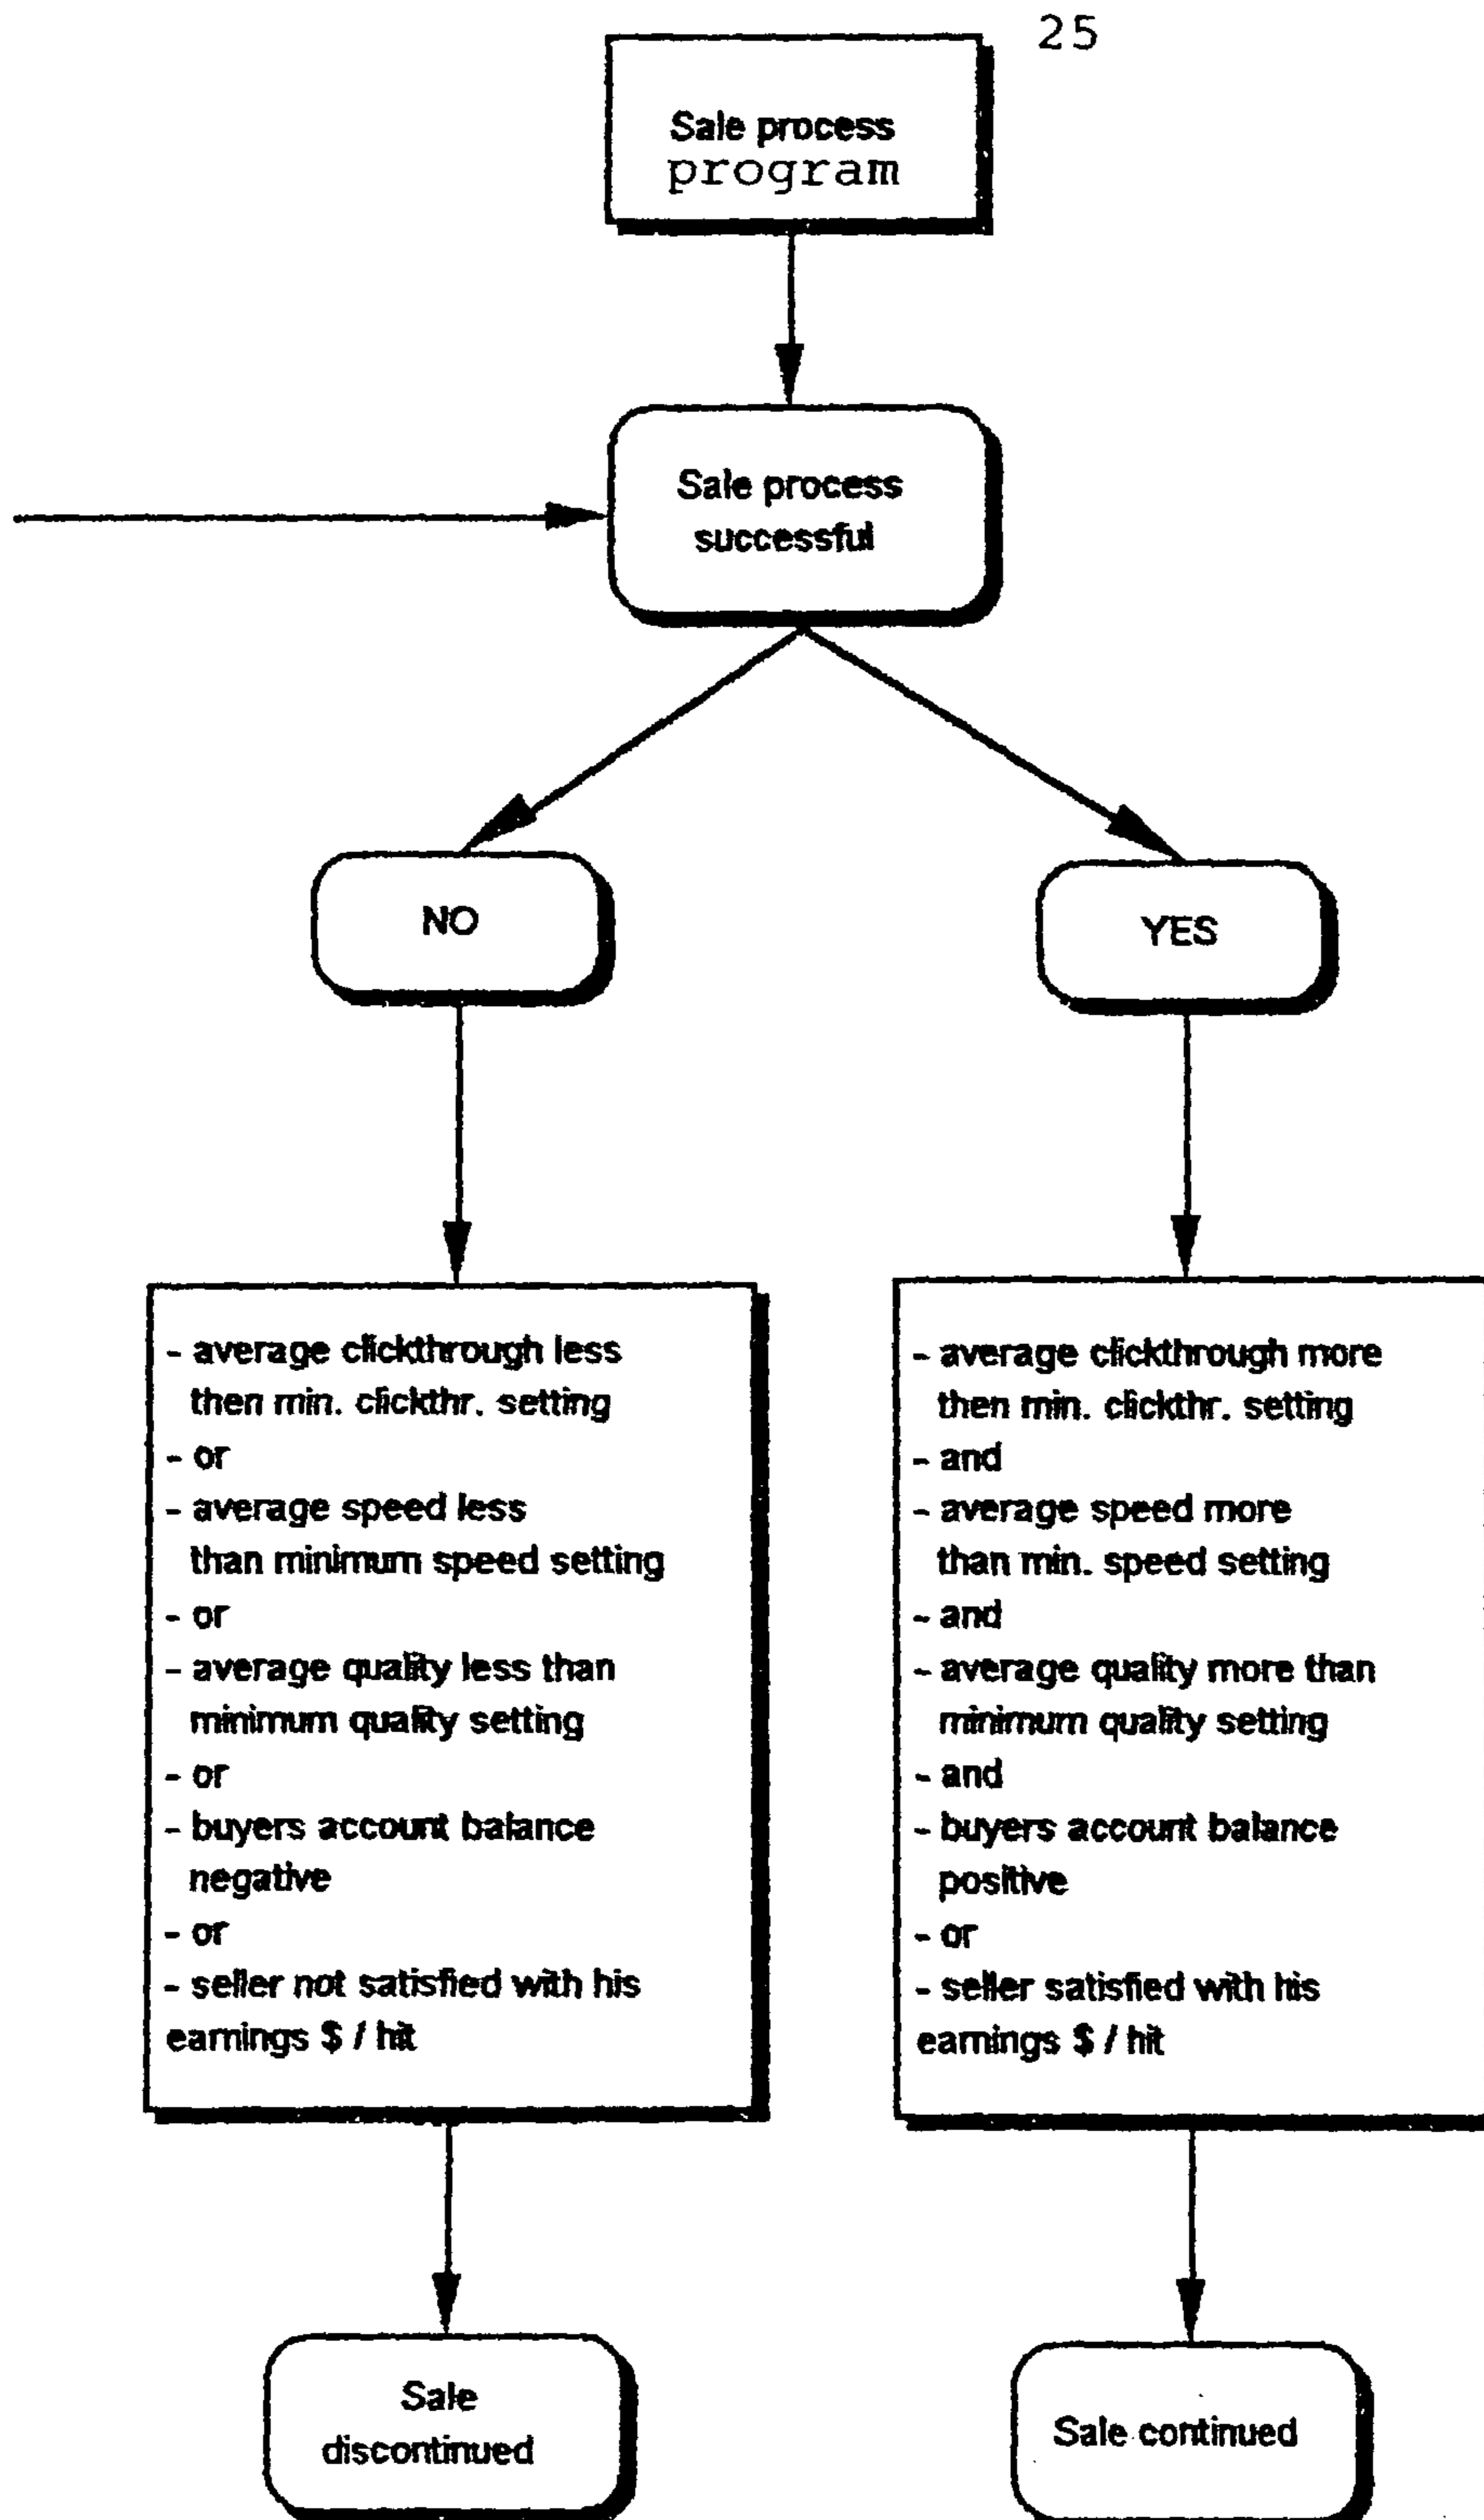 25
Sale process
program
Sale process
successful
NO
YES
- average clickthrough less
then min. clickthr. setting
- or
- average speed less
than minimum speed setting
- or
- average quality less than
minimum quality setting
- or
- buyers account balance
negative
- or
- seller not satisfied with his
earnings $ / hit
- average clickthrough more
then min. clickthr. setting
- and
- average speed more
than min. speed setting
- and
- average quality more than
minimum quality setting
- and
- buyers account balance
positive
- or
- seller satisfied with his
earnings $ / hit
Sale
discontinued
Sale continued